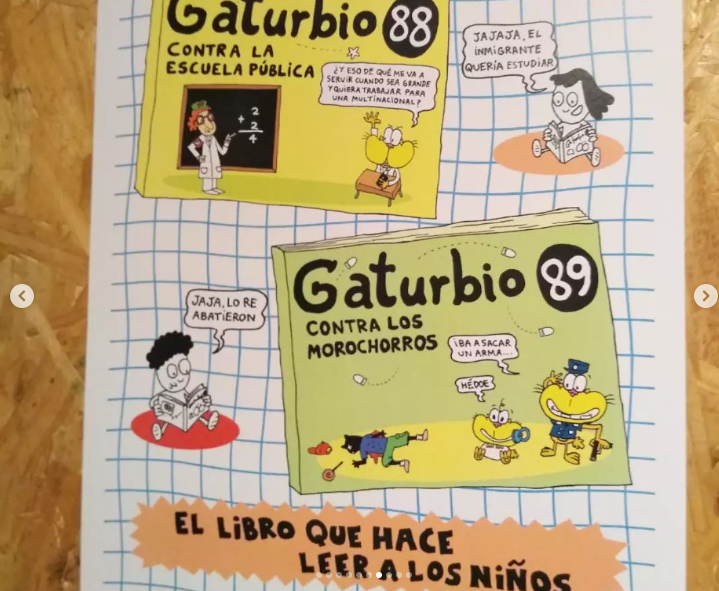 Gaturbio 88
CONTRA LA
ESCUELA PÚBLICA
¿Y ESO DE QUÉ ME VA A
SERVIR CUANDO SEA GRANDE
Y QUIERA TRABAJAR PARA
UNA MULTINACIONAL?
2
+ 2
4
JAJAJA, EL
INMIGRANTE
QUERÍA ESTUDIAR
Gaturbio 89
CONTRA LOS
MOROCHORROS
JAJA, LO RE
ABATIERON
IBA A SACAR
UN ARMA...
HÉDOE
EL LIBRO QUE HACE
LEER A LOS NIÑOS